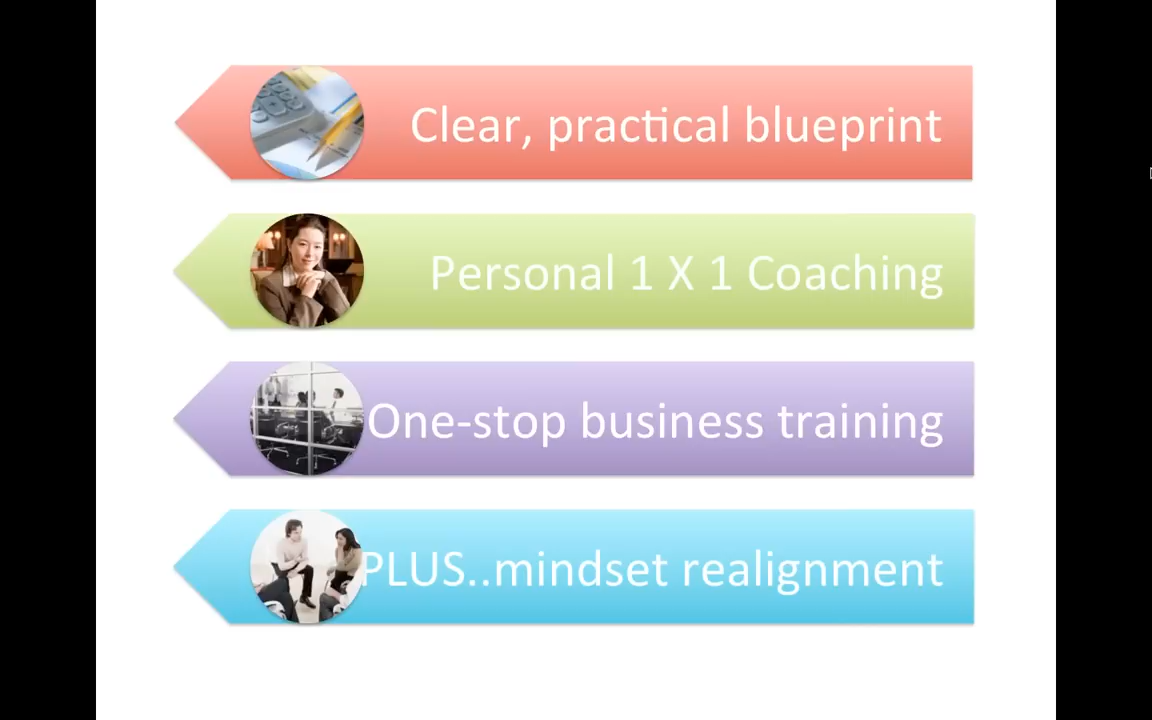 Clear, practical blueprint
Personal 1 X 1 Coaching
One-stop business training
PLUS..mindset realignment